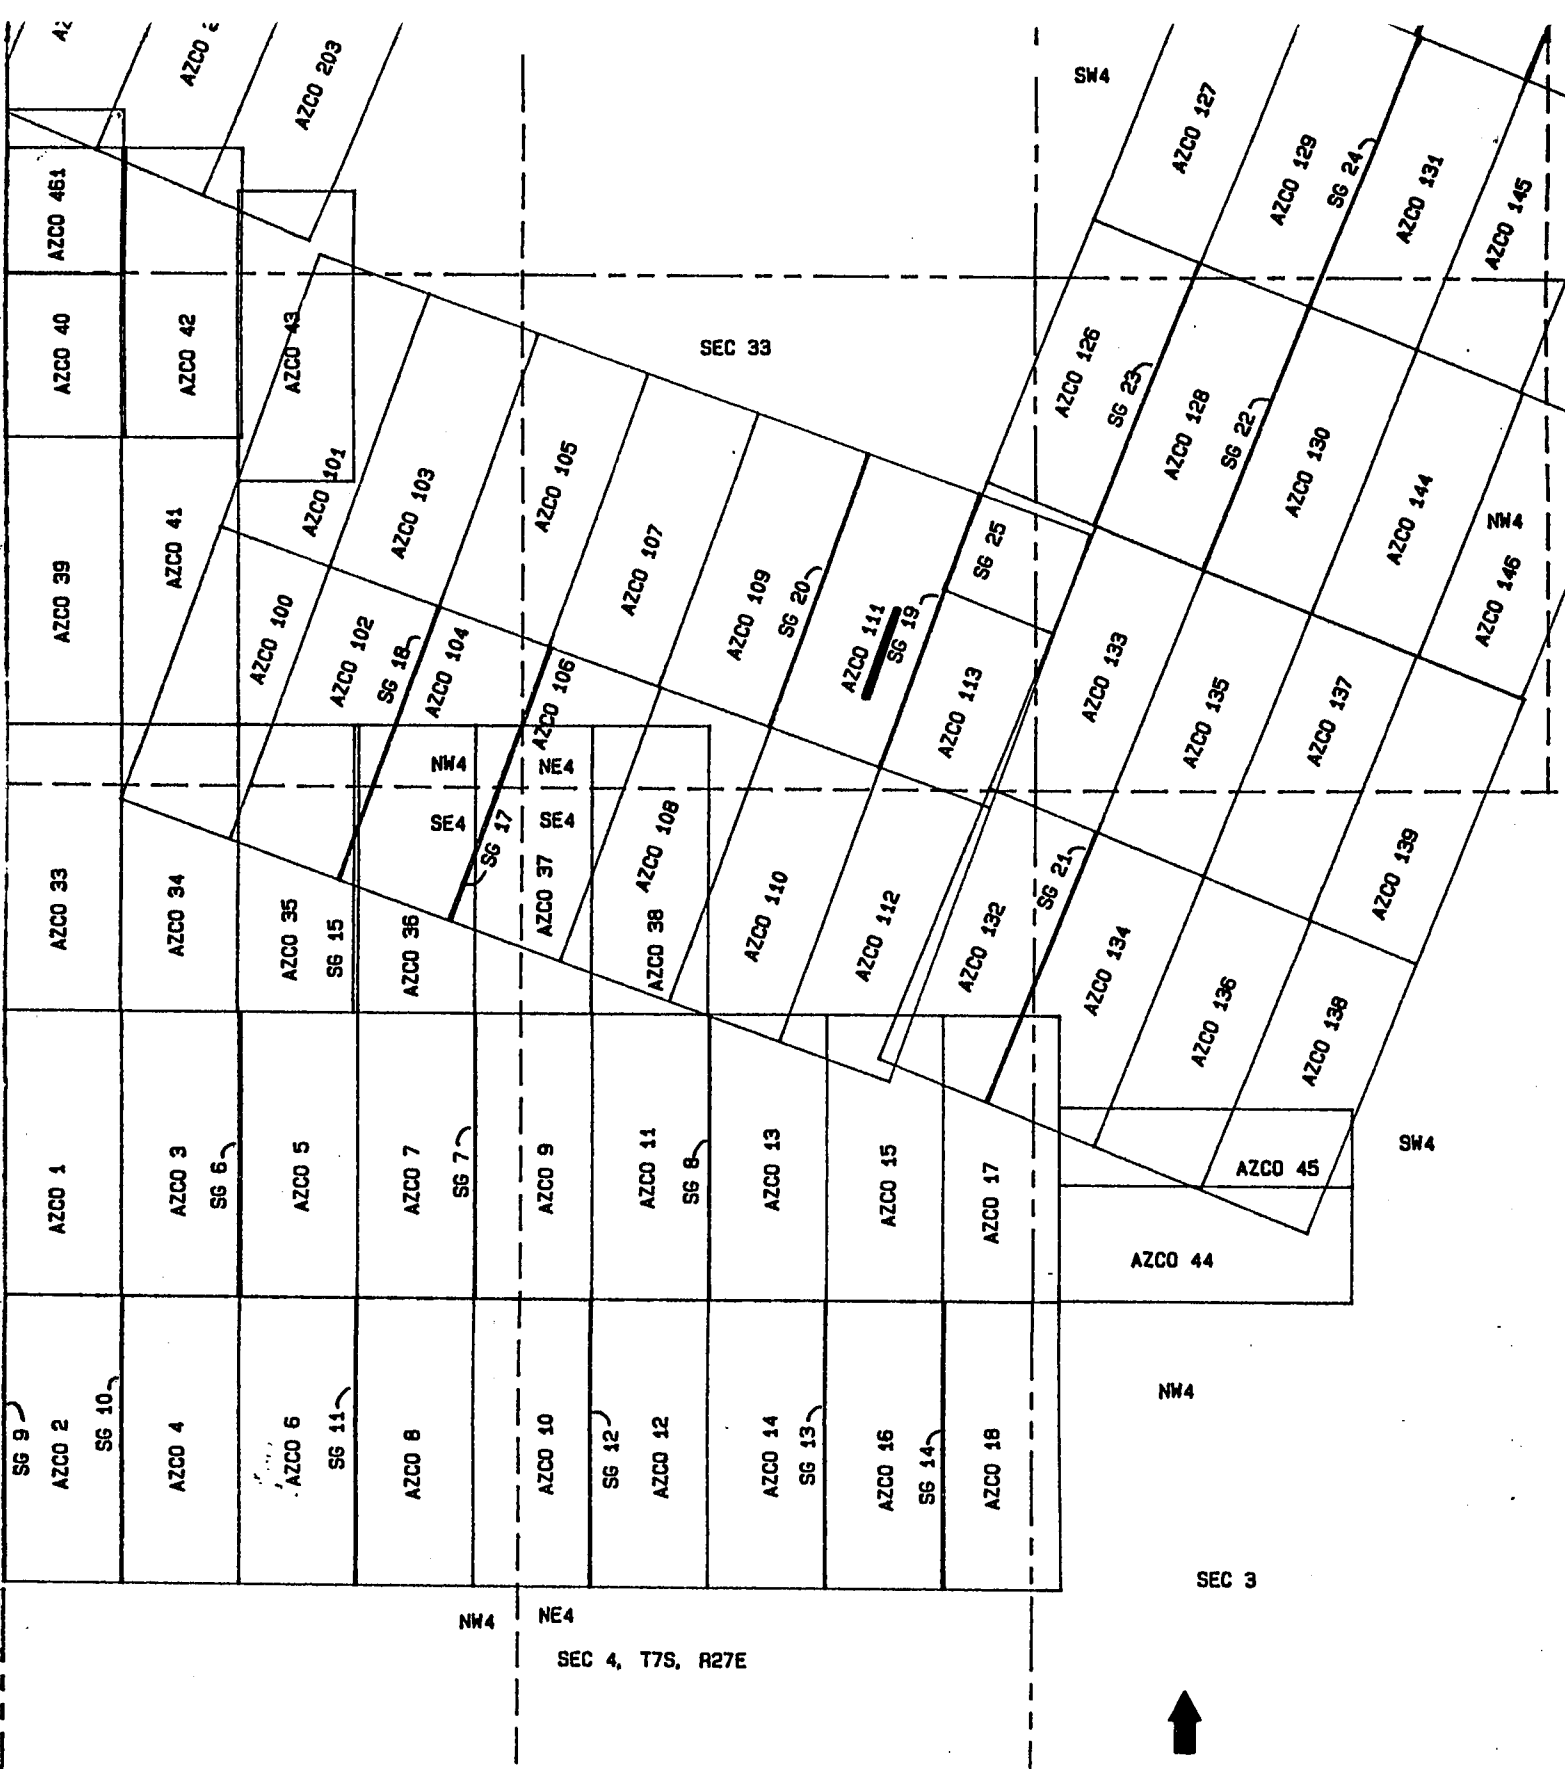 AZCO 203
SW4
AZCO 127
AZCO 129
SG 24
AZCO 131
AZCO 145
AZCO 461
AZCO 40
AZCO 42
AZCO 43
SEC 33
AZCO 126
SG 23
AZCO 128
SG 22
AZCO 130
AZCO 144
NW4
AZCO 146
AZCO 39
AZCO 41
AZCO 101
AZCO 103
AZCO 105
AZCO 107
AZCO 109
SG 20
AZCO 111
SG 19
SG 25
AZCO 100
AZCO 102
SG 18
AZCO 104
AZCO 106
AZCO 113
AZCO 133
AZCO 135
AZCO 137
NW4
NE4
SE4
SE4
SG 17
AZCO 33
AZCO 34
AZCO 35
SG 15
AZCO 36
AZCO 37
AZCO 38
AZCO 108
AZCO 110
AZCO 112
AZCO 132
SG 21
AZCO 134
AZCO 136
AZCO 138
AZCO 139
AZCO 1
AZCO 3
SG 6
AZCO 5
AZCO 7
SG 7
AZCO 9
AZCO 11
SG 8
AZCO 13
AZCO 15
AZCO 17
AZCO 45
SW4
AZCO 44
SG 9
AZCO 2
SG 10
AZCO 4
AZCO 6
SG 11
AZCO 8
AZCO 10
SG 12
AZCO 12
AZCO 14
SG 13
AZCO 16
SG 14
AZCO 18
NW4
SEC 3
NW4
NE4
SEC 4, T7S, R27E